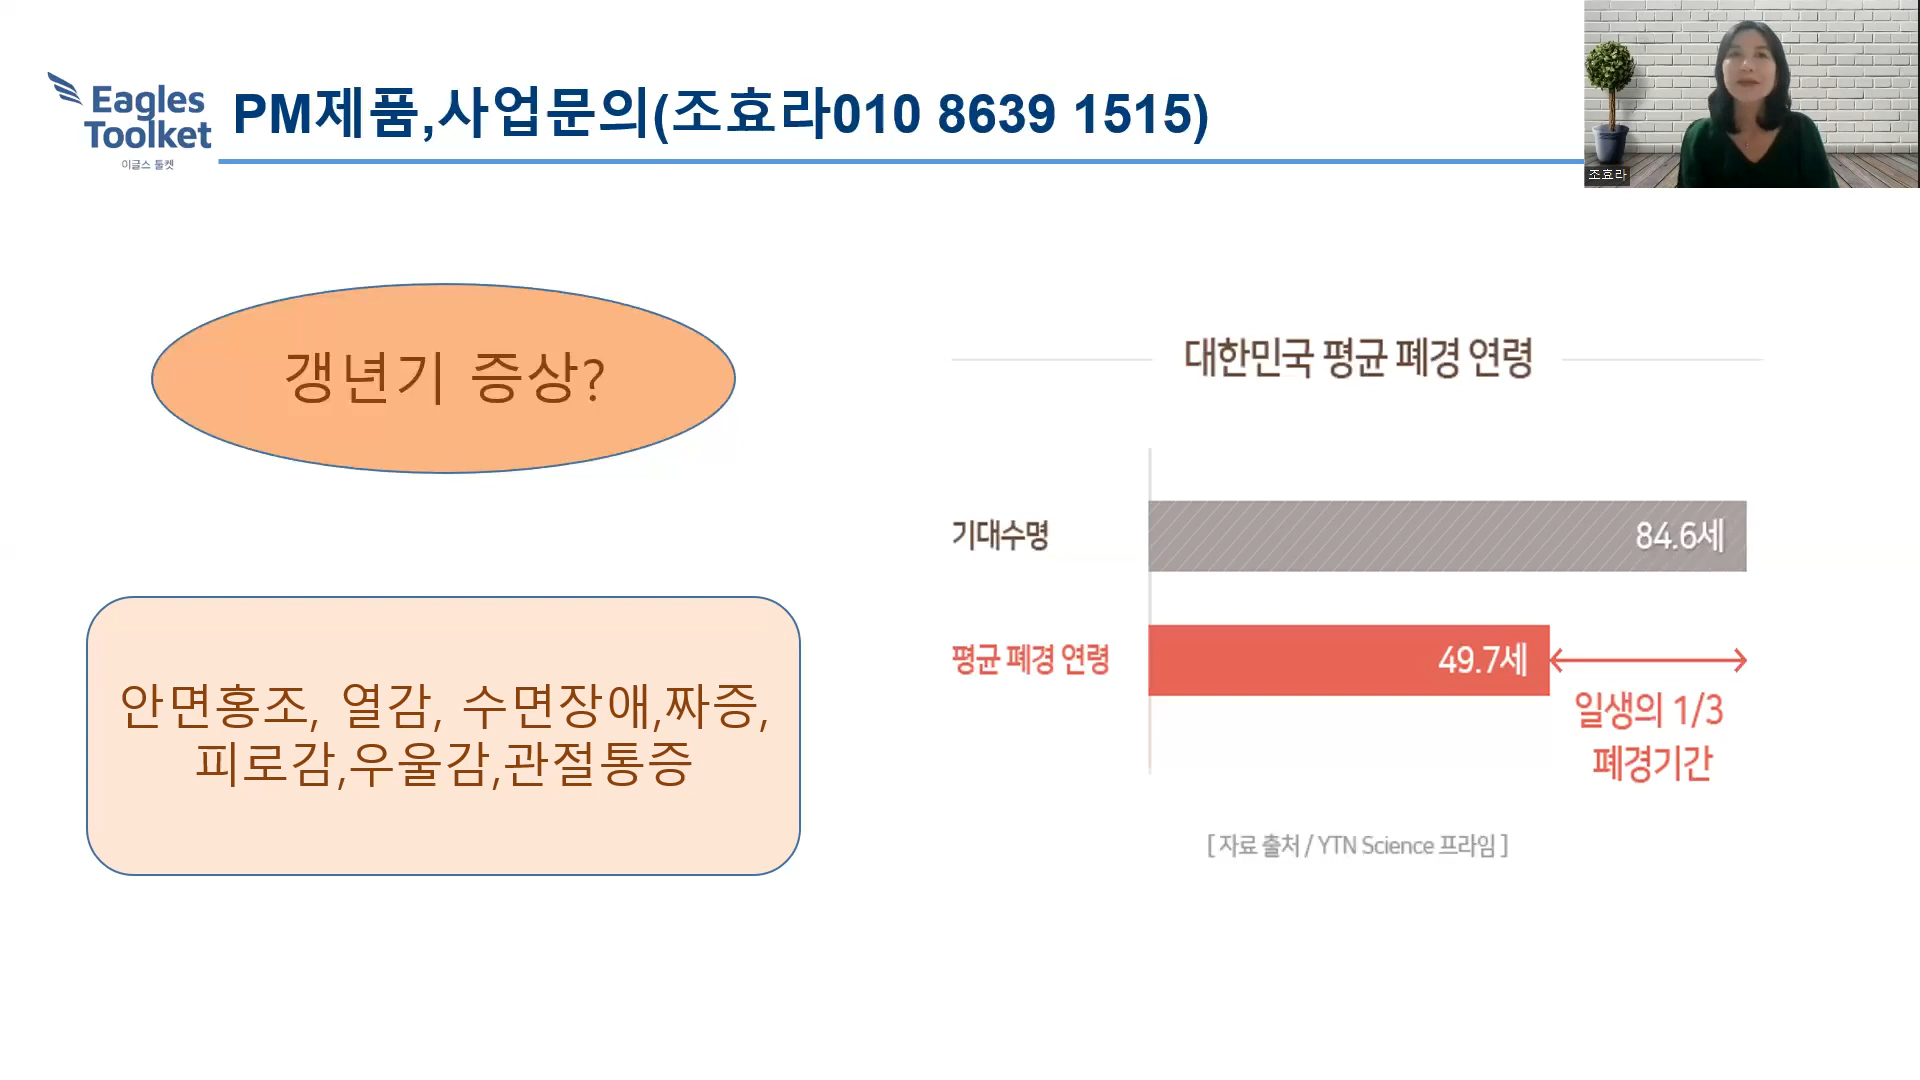 Eagles
Toolket
이글스 툴켓
PM제품,사업문의(조효라010 8639 1515)
조효라
갱년기 증상?
안면홍조, 열감, 수면장애,짜증,
피로감,우울감,관절통증
대한민국 평균 폐경 연령
기대수명
84.6세
평균 폐경 연령
49.7세
일생의 1/3
폐경기간
[ 자료 출처 / YTN Science 프라임 ]